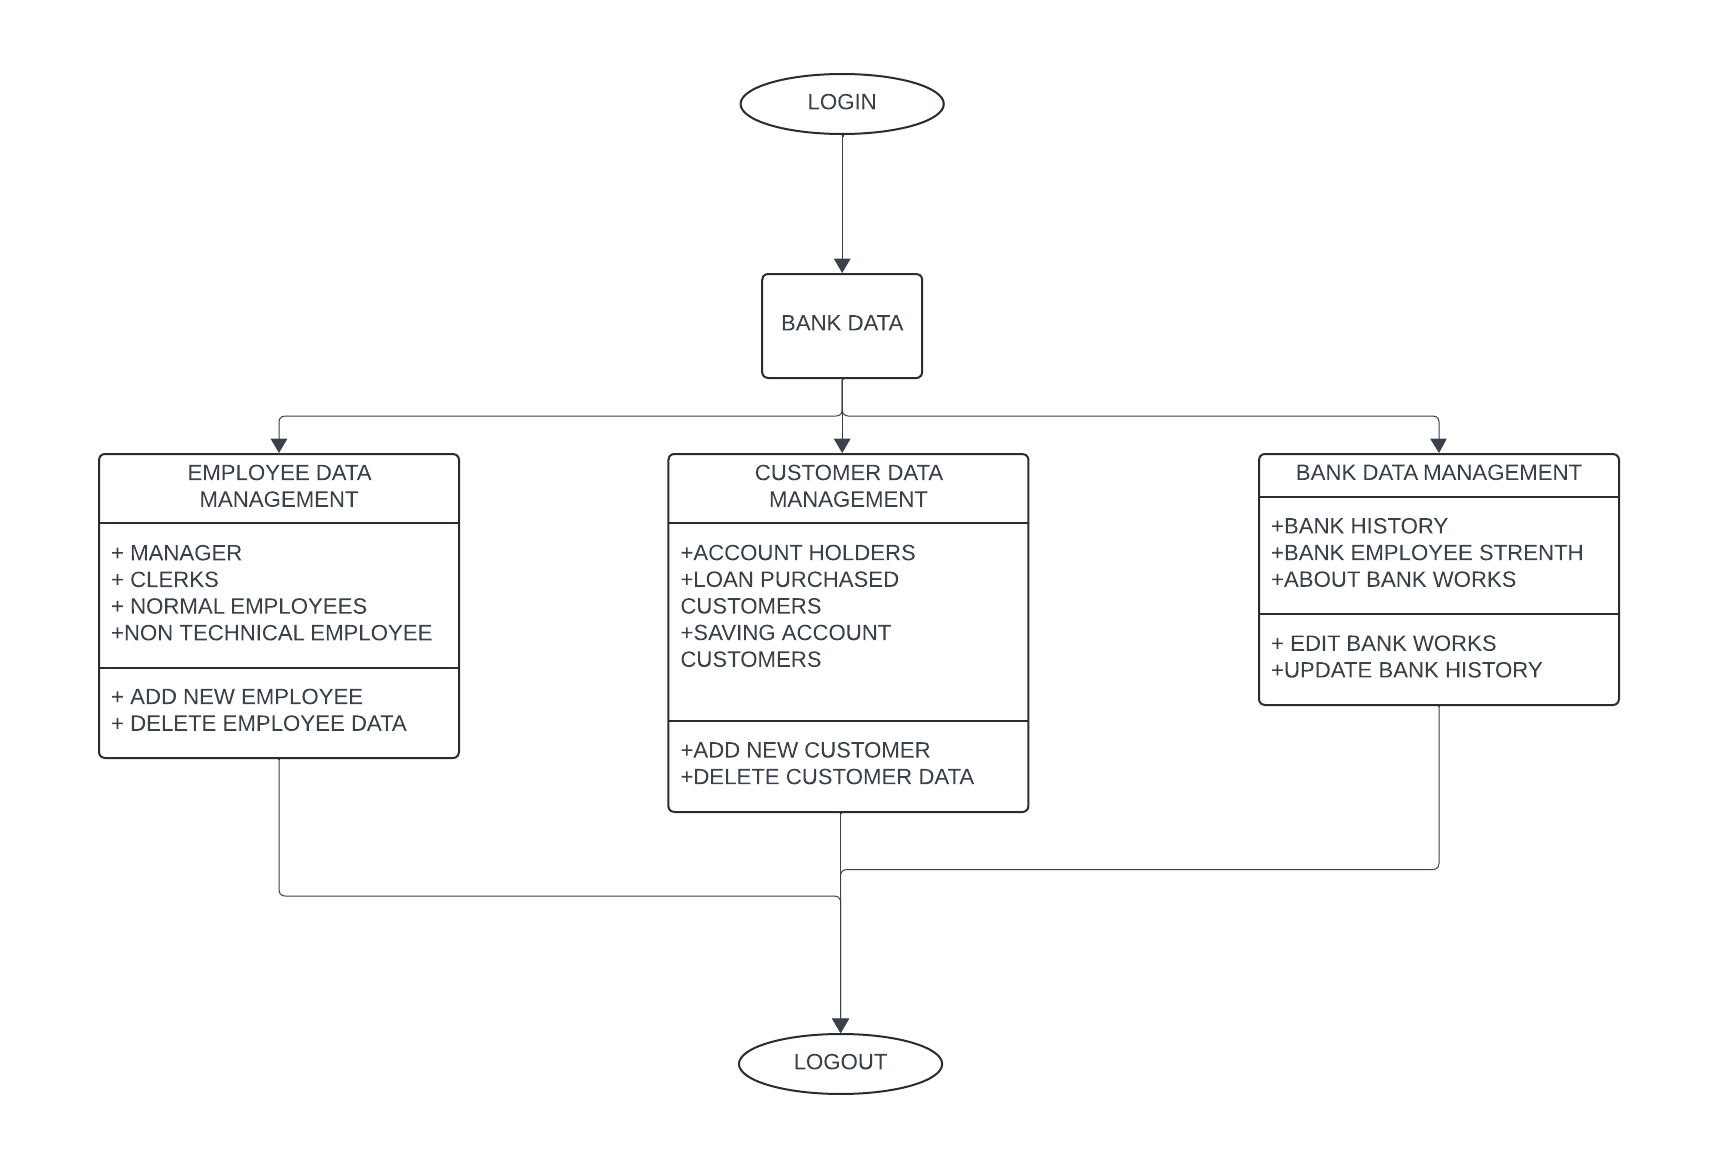 LOGIN
BANK DATA
EMPLOYEE DATA
MANAGEMENT
+ MANAGER
+ CLERKS
+ NORMAL EMPLOYEES
+NON TECHNICAL EMPLOYEE
+ ADD NEW EMPLOYEE
+ DELETE EMPLOYEE DATA
CUSTOMER DATA
MANAGEMENT
+ACCOUNT HOLDERS
+LOAN PURCHASED
CUSTOMERS
+SAVING ACCOUNT
CUSTOMERS
+ADD NEW CUSTOMER
+DELETE CUSTOMER DATA
BANK DATA MANAGEMENT
+BANK HISTORY
+BANK EMPLOYEE STRENTH
+ABOUT BANK WORKS
+ EDIT BANK WORKS
+UPDATE BANK HISTORY
LOGOUT